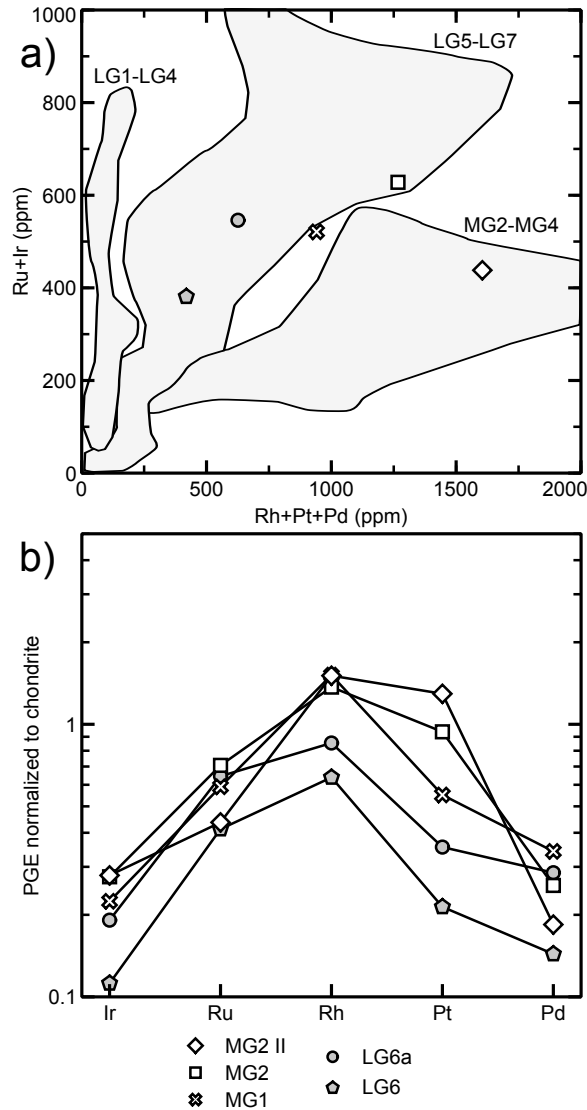 a)
1000
800
600
400
200
0
Ru+Ir (ppm)
LG1-LG4
LG5-LG7
MG2-MG4
0 500 1000 1500 2000
Rh+Pt+Pd (ppm)
b)
PGE normalized to chondrite
1
0.1
Ir Ru Rh Pt Pd
MG2 II LG6a
MG2 LG6
MG1